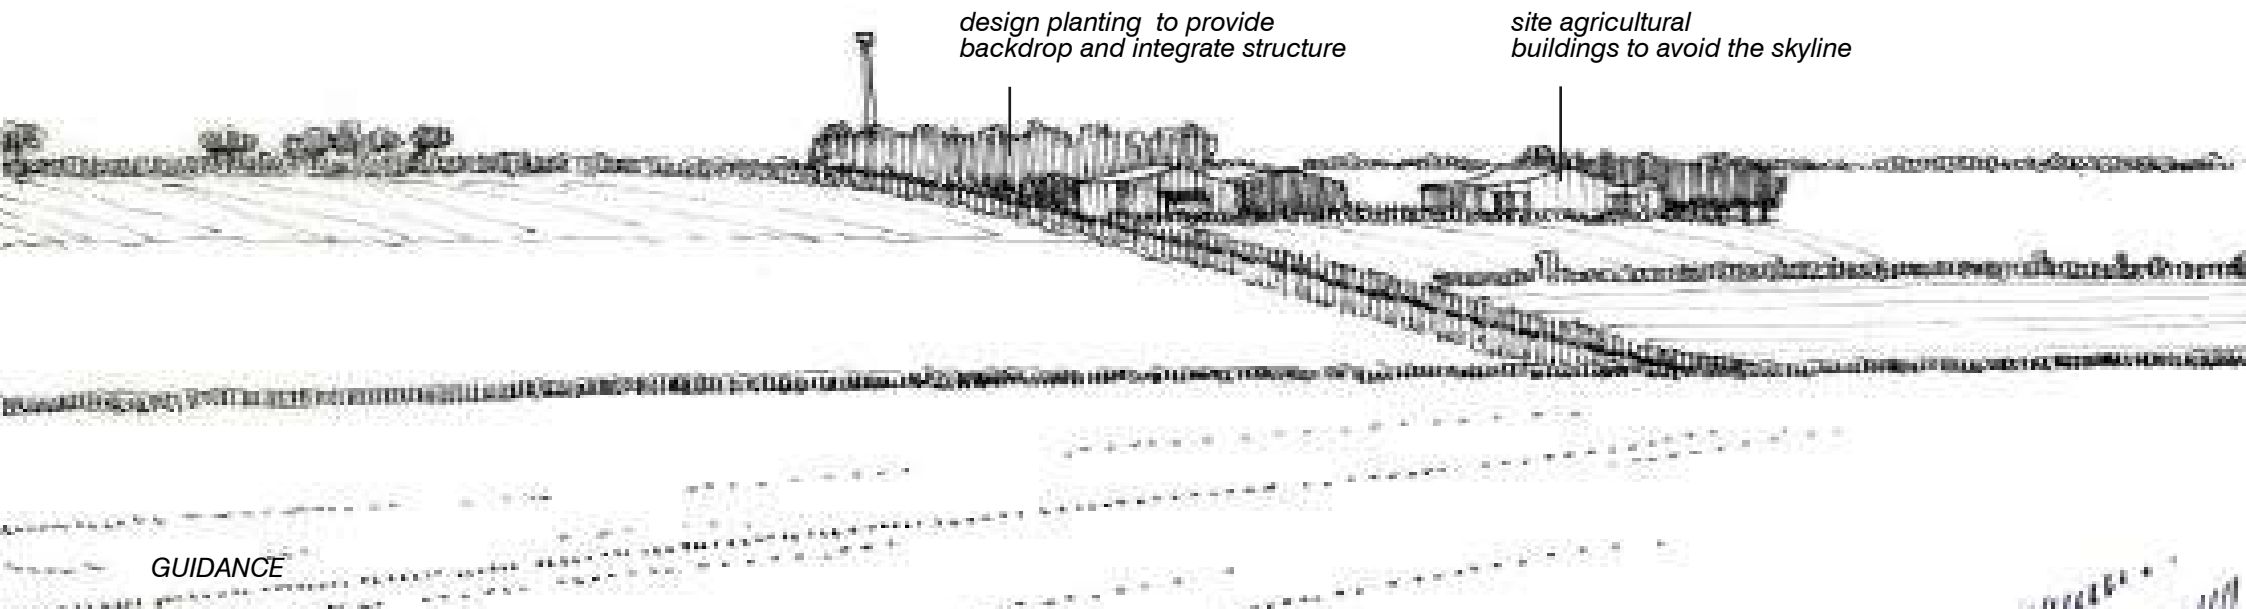 design planting  to provide
backdrop and integrate structure
site agricultural
buildings to avoid the skyline
GUIDANCE